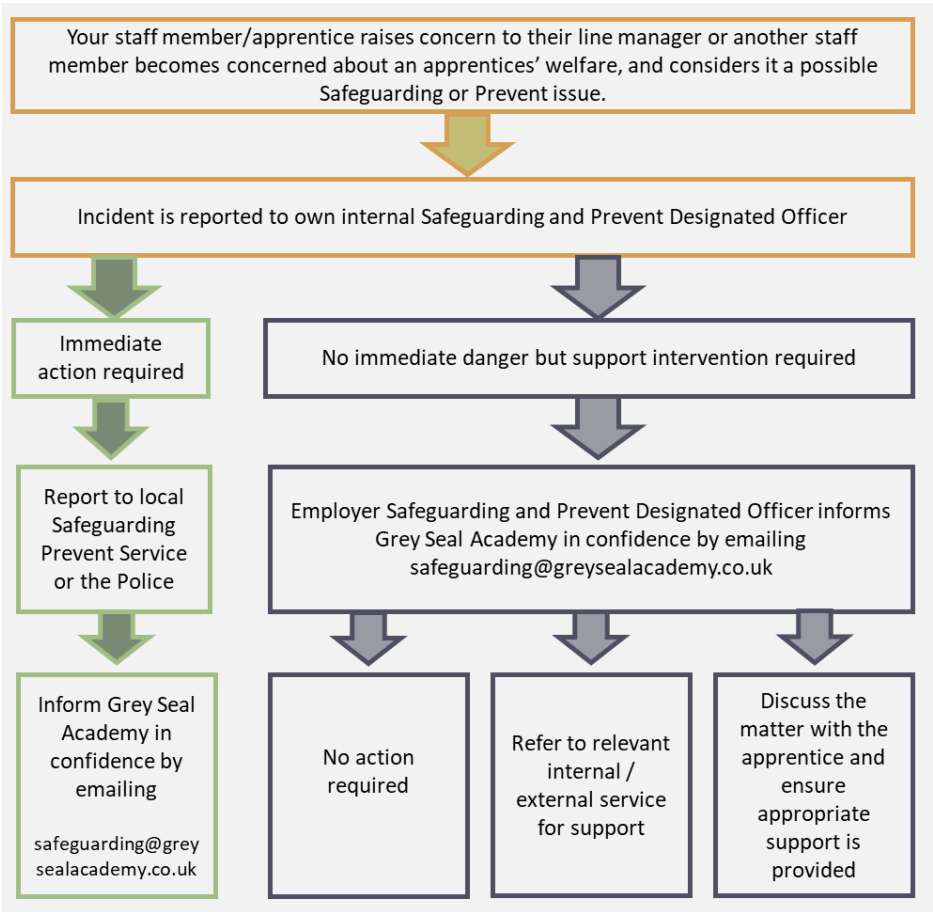 Your staff member/apprentice raises concern to their line manager or another staff
member becomes concerned about an apprentices’ welfare, and considers it a possible
Safeguarding or Prevent issue.
Incident is reported to own internal Safeguarding and Prevent Designated Officer
Immediate
action required
No immediate danger but support intervention required
Report to local
Safeguarding
Prevent Service
or the Police
Employer Safeguarding and Prevent Designated Officer informs
Grey Seal Academy in confidence by emailing
safeguarding@greysealacademy.co.uk
Inform Grey Seal
Academy in
confidence by
emailing
safeguarding@grey
sealacademy.co.uk
No action
required
Refer to relevant
internal /
external service
for support
Discuss the
matter with the
apprentice and
ensure
appropriate
support is
provided